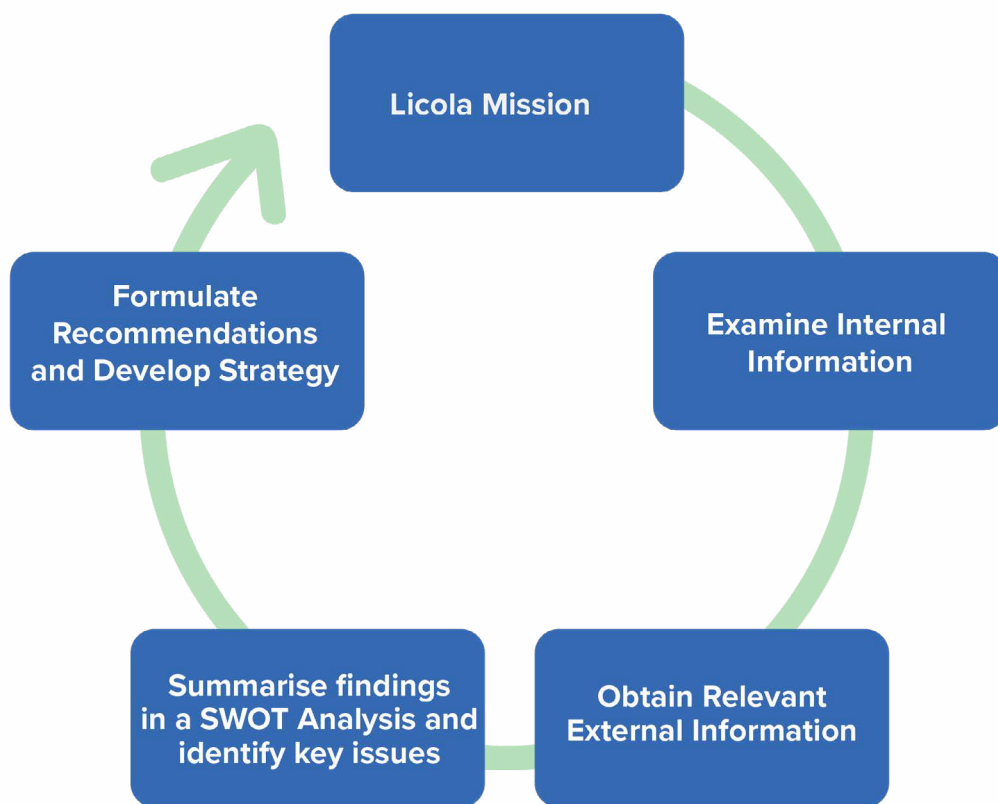 Licola Mission
Examine Internal
Information
Obtain Relevant
External Information
Summarise findings
in a SWOT Analysis and
identify key issues
Formulate
Recommendations
and Develop Strategy